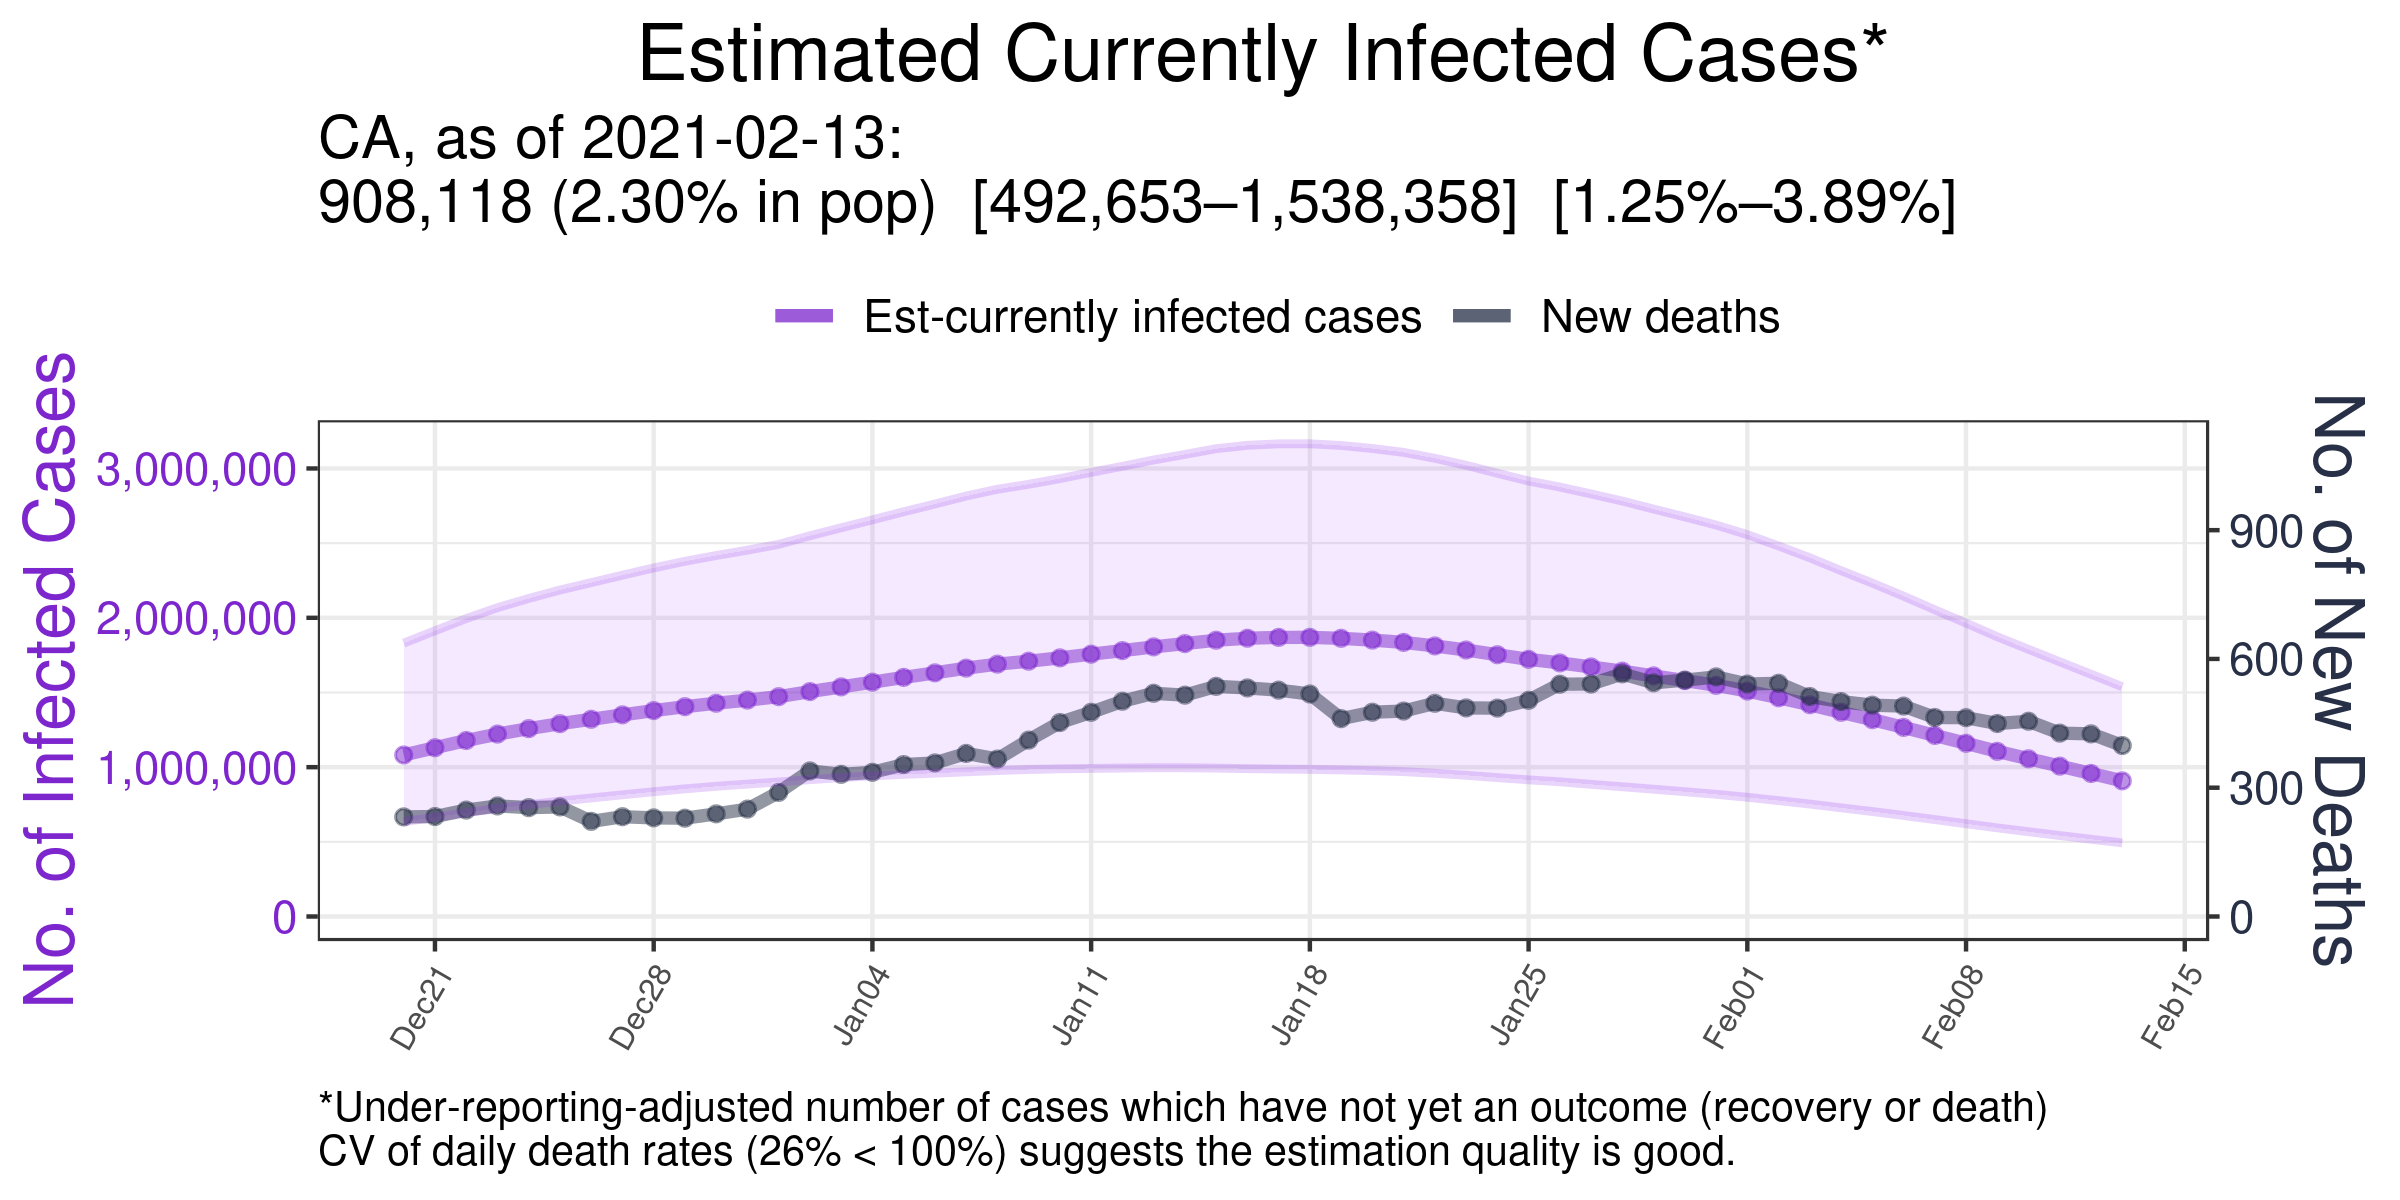 Estimated Currently Infected Cases*
CA, as of 2021-02-13:
908,118 (2.30% in pop)  [492,653–1,538,358]  [1.25%–3.89%]
Est-currently infected cases
New deaths
No. of Infected Cases
3,000,000
2,000,000
1,000,000
0
900
600
300
0
No. of New Deaths
Dec21
Dec28
Jan04
Jan11
Jan18
Jan25
Feb01
Feb08
Feb15
*Under-reporting-adjusted number of cases which have not yet an outcome (recovery or death)
CV of daily death rates (26% < 100%) suggests the estimation quality is good.